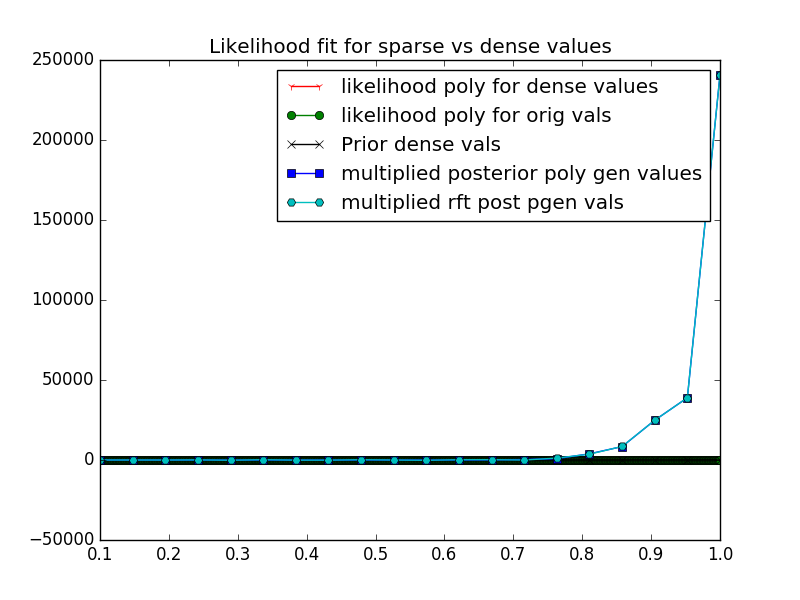 Likelihood fit for sparse vs dense values
250000
200000
150000
100000
50000
0
−50000
0.1 0.2 0.3 0.4 0.5 0.6 0.7 0.8 0.9 1.0
likelihood poly for dense values
likelihood poly for orig vals
Prior dense vals
multiplied posterior poly gen values
multiplied rft post pgen vals